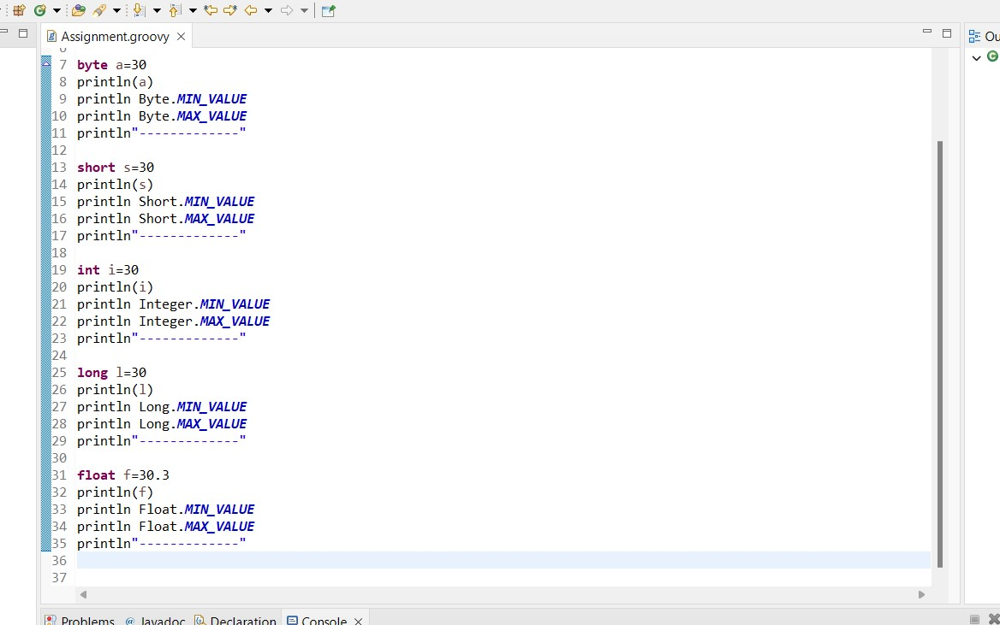 Assignment.groovy
Ou
6
7 byte a=30
8 println(a)
9 println Byte.MIN_VALUE
10 println Byte.MAX_VALUE
11 println"-------------"
12
13 short s=30
14 println(s)
15 println Short.MIN_VALUE
16 println Short.MAX_VALUE
17 println"-------------"
18
19 int i=30
20 println(i)
21 println Integer.MIN_VALUE
22 println Integer.MAX_VALUE
23 println"-------------"
24
25 long l=30
26 println(l)
27 println Long.MIN_VALUE
28 println Long.MAX_VALUE
29 println"-------------"
30
31 float f=30.3
32 println(f)
33 println Float.MIN_VALUE
34 println Float.MAX_VALUE
35 println"-------------"
36
37
Problems @ Javadoc Declaration Console